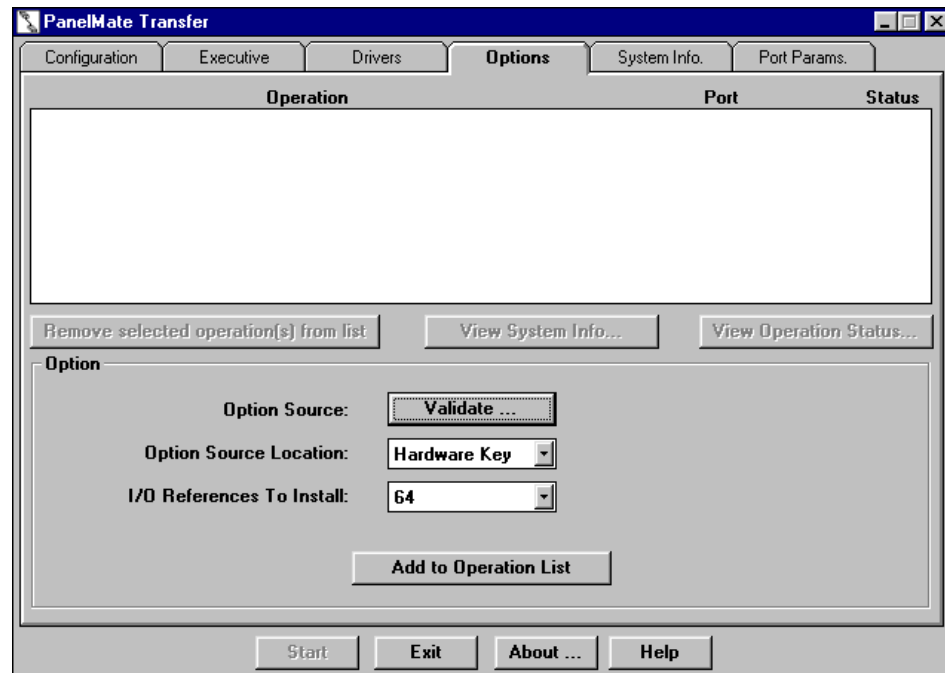 PanelMate Transfer
Configuration Executive Drivers Options System Info. Port Params.
Operation Port Status
Remove selected operation(s) from list View System Info... View Operation Status...
Option
Option Source: Validate ...
Option Source Location: Hardware Key
I/O References To Install: 64
Add to Operation List
Start Exit About ... Help